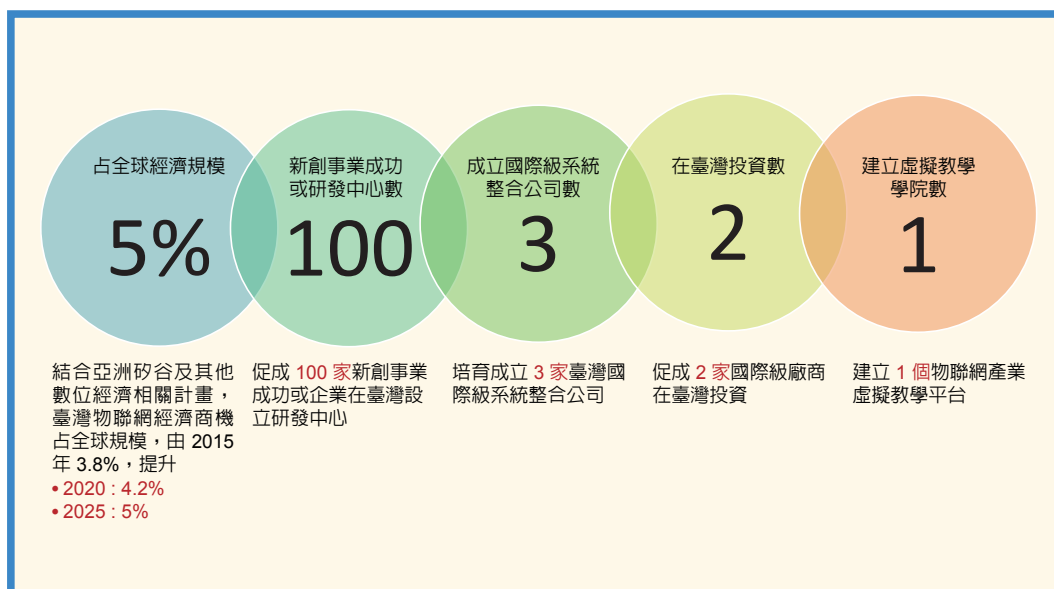 占全球經濟規模
5%
新創事業成功
或研發中心數
100
成立國際級系統
整合公司數
3
在臺灣投資數
2
建立虛擬教學
學院數
1
結合亞洲矽谷及其他
數位經濟相關計畫，
臺灣物聯網經濟商機
占全球規模，由 2015
年 3.8%，提升
• 2020 : 4.2%
• 2025 : 5%
促成 100 家新創事業
成功或企業在臺灣設
立研發中心
培育成立 3 家臺灣國
際級系統整合公司
促成 2 家國際級廠商
在臺灣投資
建立 1 個物聯網產業
虛擬教學平台